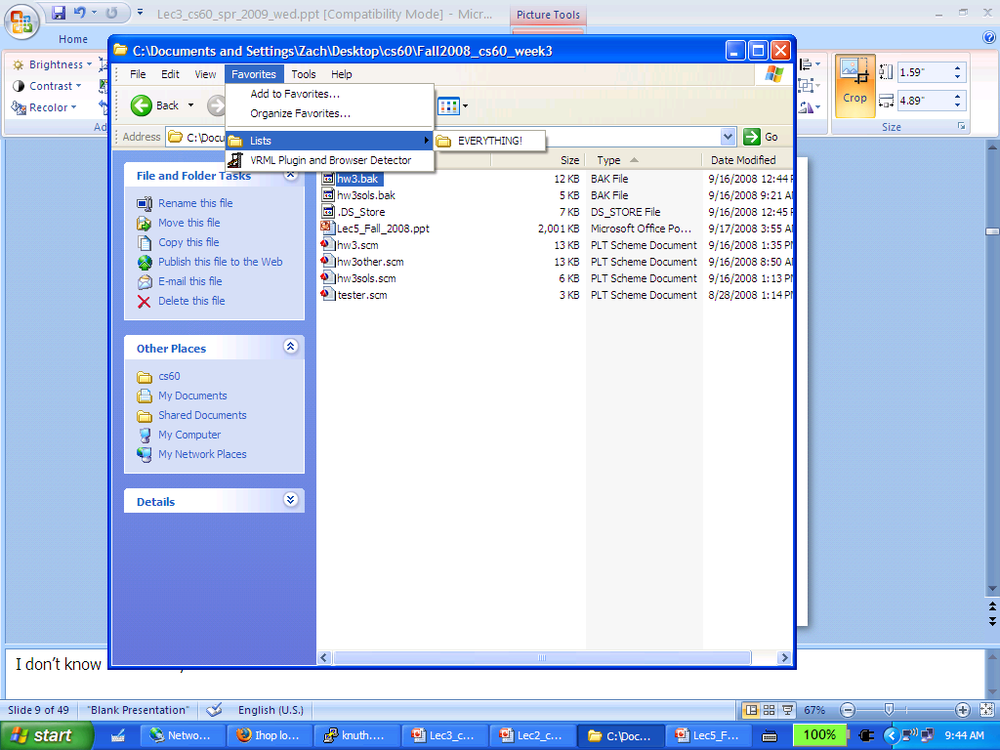 Lec3_cs60_spr_2009_wed.ppt [Compatibility Mode] - Micr...
Picture Tools
Home
Brightness
Contrast
Recolor
Crop
1.59"
4.89"
Size
C:\Documents and Settings\Zach\Desktop\cs60\Fall2008_cs60_week3
File Edit View Favorites Tools Help
Back
Add to Favorites...
Organize Favorites...
Lists
EVERYTHING!
VRML Plugin and Browser Detector
Address
C:\Docu
Go
Size Type Date Modified
hw3.bak 12 KB BAK File 9/16/2008 12:44 P
hw3sols.bak 5 KB BAK File 9/16/2008 9:21 A
.DS_Store 7 KB DS_STORE File 9/16/2008 12:45 P
Lec5_Fall_2008.ppt 2,001 KB Microsoft Office Po... 9/17/2008 3:55 A
hw3.scm 13 KB PLT Scheme Document 9/16/2008 1:35 P
hw3other.scm 13 KB PLT Scheme Document 9/16/2008 8:50 A
hw3sols.scm 6 KB PLT Scheme Document 9/16/2008 1:13 P
tester.scm 3 KB PLT Scheme Document 8/28/2008 1:14 P
File and Folder Tasks
Rename this file
Move this file
Copy this file
Publish this file to the Web
E-mail this file
Delete this file
Other Places
cs60
My Documents
Shared Documents
My Computer
My Network Places
Details
I don't know
Slide 9 of 49 "Blank Presentation" English (U.S.) 67%
start
Netwo...
Ihop lo...
knuth....
Lec3_c...
Lec2_c...
C:\Doc...
Lec5_F...
100%
9:44 AM